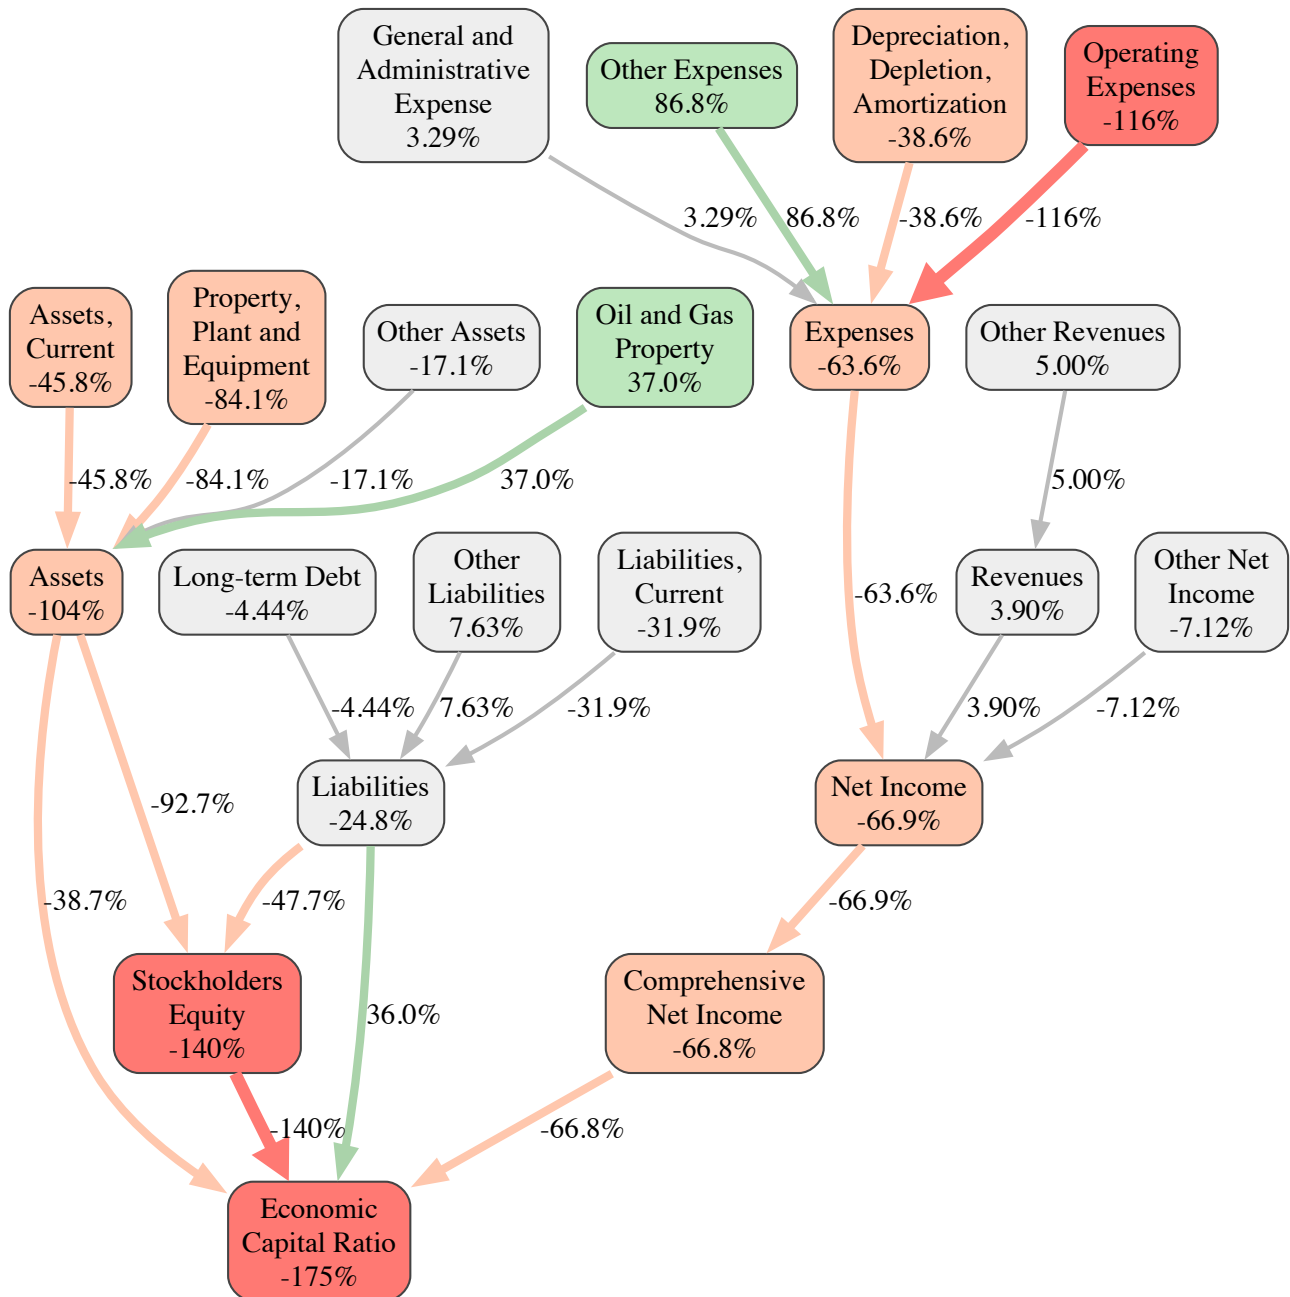 General and
Administrative
Expense
3.29%
Other Expenses
86.8%
Depreciation,
Depletion,
Amortization
-38.6%
Operating
Expenses
-116%
3.29%
86.8%
-38.6%
-116%
Assets,
Current
-45.8%
Property,
Plant and
Equipment
-84.1%
Other Assets
-17.1%
Oil and Gas
Property
37.0%
Expenses
-63.6%
Other Revenues
5.00%
-45.8%
-84.1%
-17.1%
37.0%
5.00%
Assets
-104%
Long-term Debt
-4.44%
Other
Liabilities
7.63%
Liabilities,
Current
-31.9%
-63.6%
Revenues
3.90%
Other Net
Income
-7.12%
-4.44%
7.63%
-31.9%
3.90%
-7.12%
-92.7%
Liabilities
-24.8%
Net Income
-66.9%
-38.7%
-47.7%
-66.9%
Stockholders
Equity
-140%
36.0%
Comprehensive
Net Income
-66.8%
-140%
-66.8%
Economic
Capital Ratio
-175%